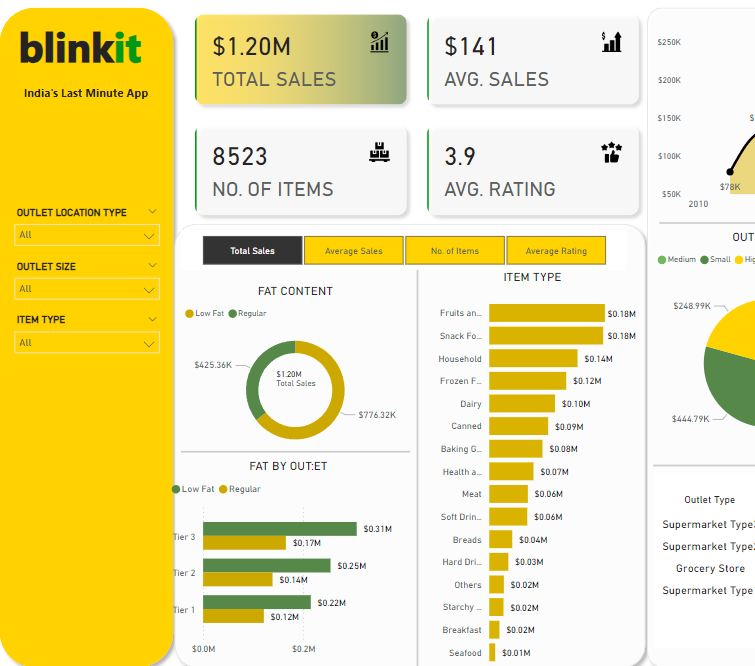 blinkit
India's Last Minute App
OUTLET LOCATION TYPE
All
OUTLET SIZE
All
ITEM TYPE
All
$1.20M
TOTAL SALES
$141
AVG. SALES
8523
NO. OF ITEMS
3.9
AVG. RATING
Total Sales
Average Sales
No. of Items
Average Rating
FAT CONTENT
Low Fat Regular
$425.36K
$1.20M
Total Sales
$776.32K
FAT BY OUT:ET
Low Fat Regular
Tier 3
$0.31M
$0.17M
Tier 2
$0.25M
$0.14M
Tier 1
$0.22M
$0.12M
$0.0M $0.2M
ITEM TYPE
Fruits an... $0.18M
Snack Fo... $0.18M
Household $0.14M
Frozen F... $0.12M
Dairy $0.10M
Canned $0.09M
Baking G... $0.08M
Health a... $0.07M
Meat $0.06M
Soft Drin... $0.06M
Breads $0.04M
Hard Dri... $0.03M
Others $0.02M
Starchy ... $0.02M
Breakfast $0.02M
Seafood $0.01M
$250K
$200K
$150K
$
$100K
$78K
$50K
2010
OUT
Medium Small Hig
$248.99K
$444.79K
Outlet Type
Supermarket Type
Supermarket Type
Grocery Store
Supermarket Type